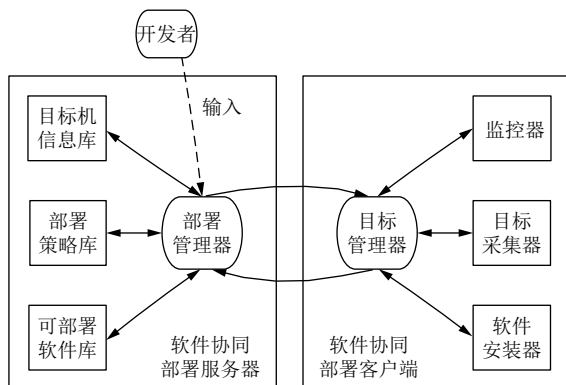 开发者
输入
目标机
信息库
部署
策略库
可部署
软件库
部署
管理器
软件协同
部署服务器
目标
管理器
监控器
目标
采集器
软件
安装器
软件协同
部署客户端